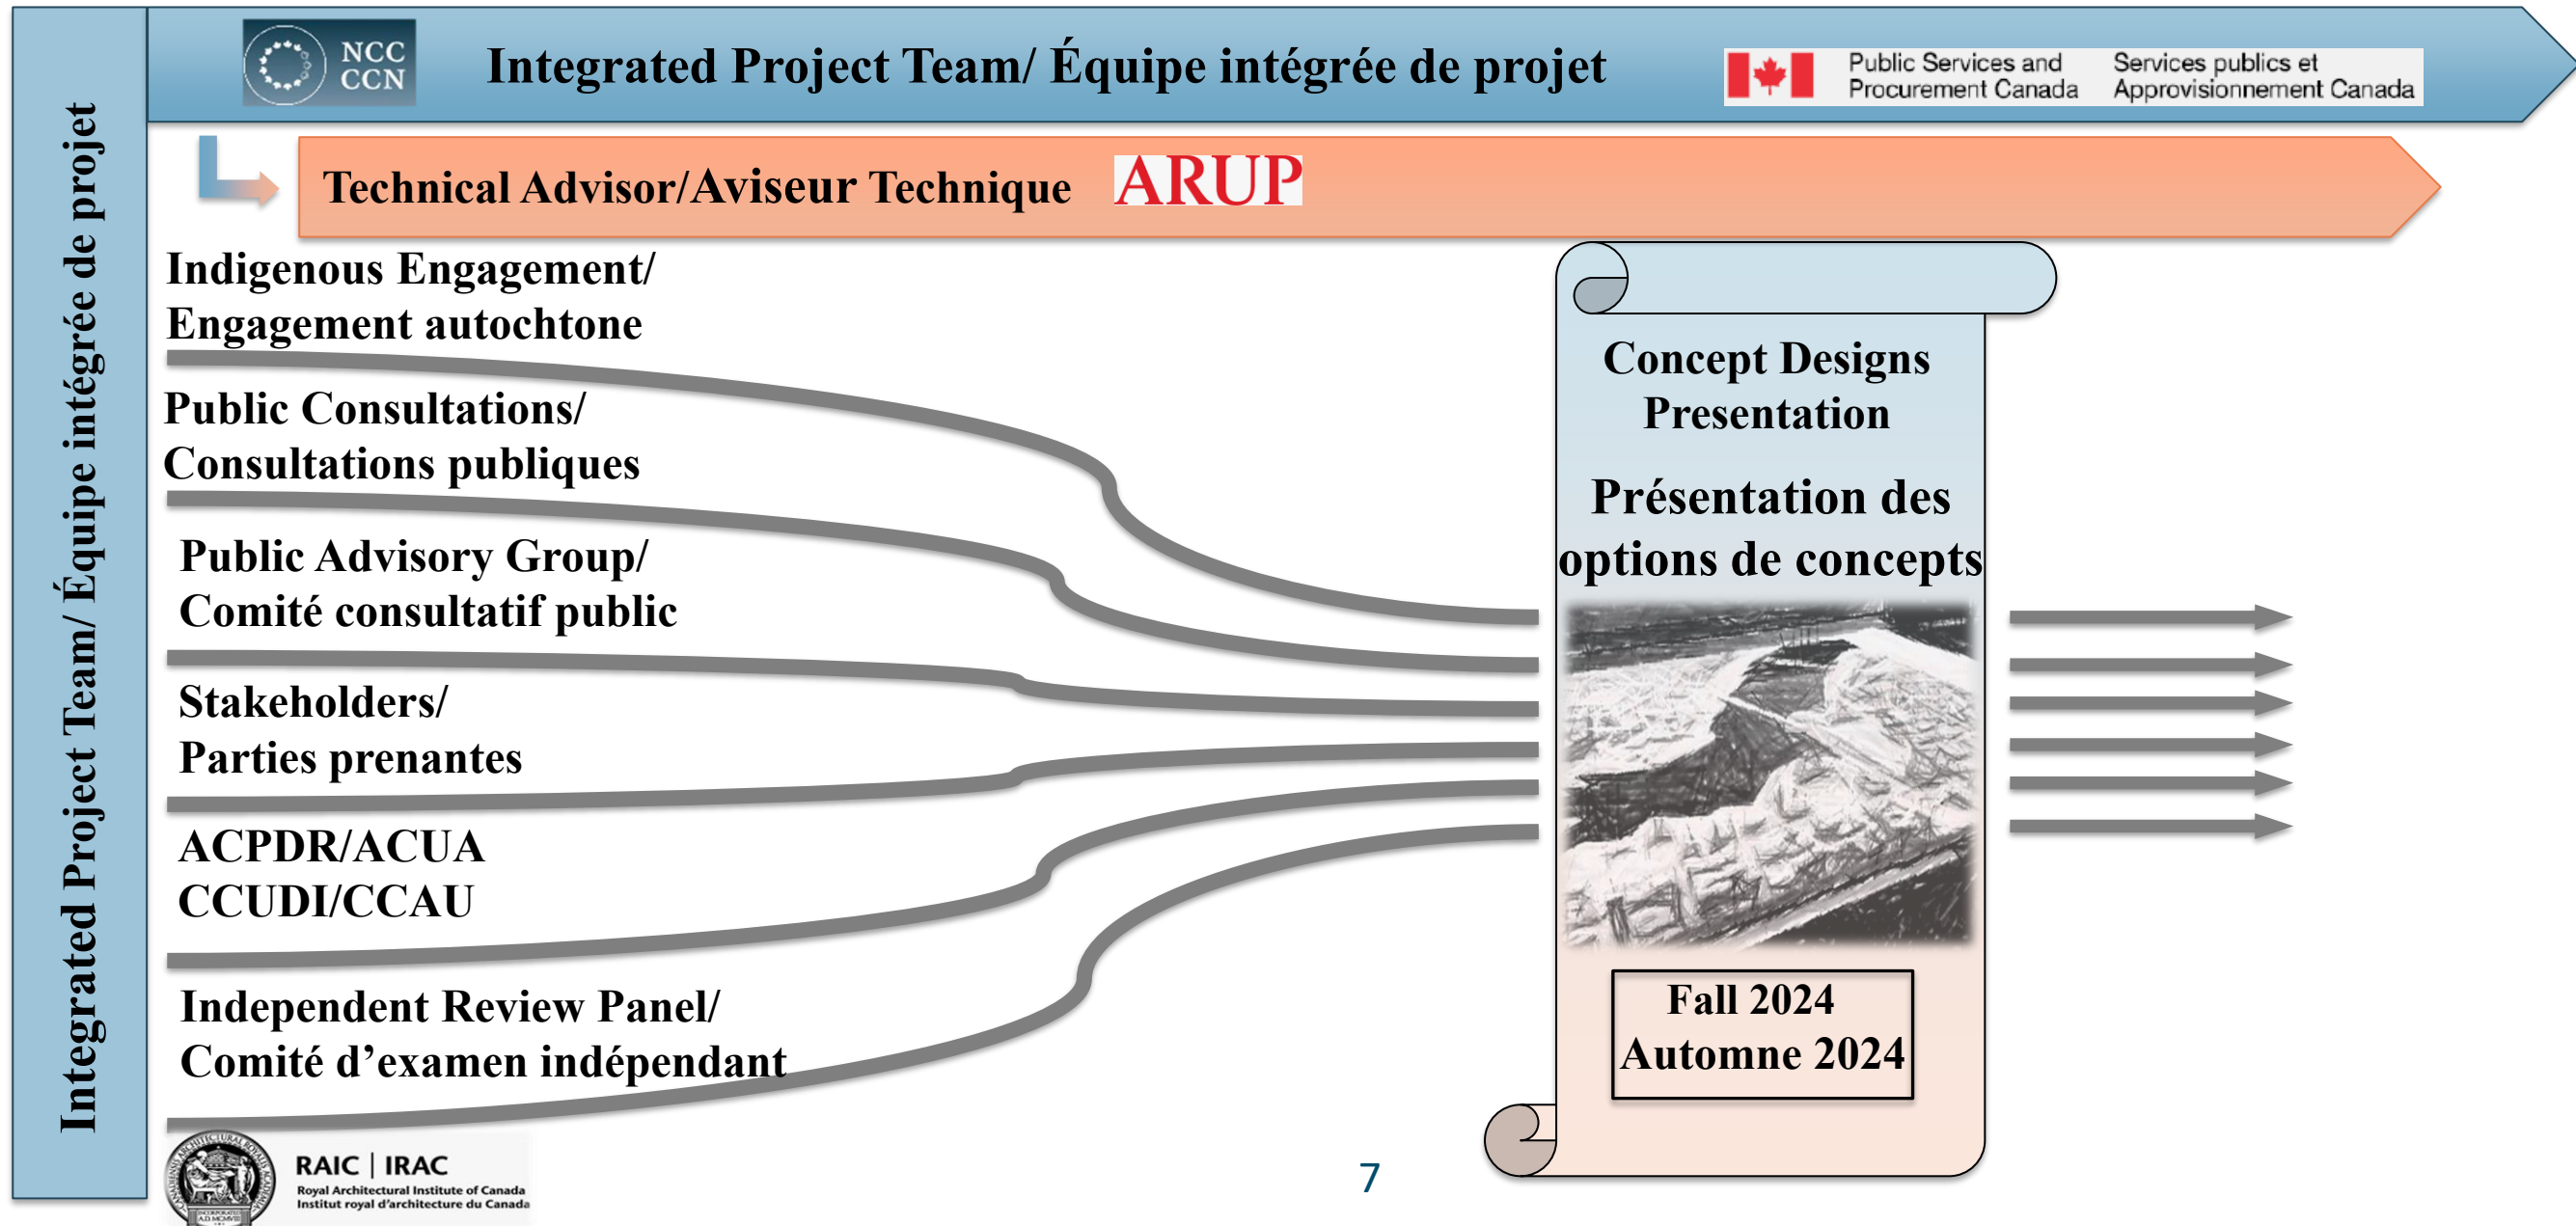 Integrated Project Team/ Équipe intégrée de projet
NCC
CCN
Integrated Project Team/ Équipe intégrée de projet
Public Services and
Procurement Canada
Services publics et
Approvisionnement Canada
Technical Advisor/Aviseur Technique
ARUP
Indigenous Engagement/
Engagement autochtone
Public Consultations/
Consultations publiques
Public Advisory Group/
Comité consultatif public
Stakeholders/
Parties prenantes
ACPDR/ACUA
CCUDI/CCAU
Independent Review Panel/
Comité d’examen indépendant
RAIC | IRAC
Royal Architectural Institute of Canada
Institut royal d’architecture du Canada
Concept Designs
Presentation
Présentation des
options de concepts
Fall 2024
Automne 2024
7